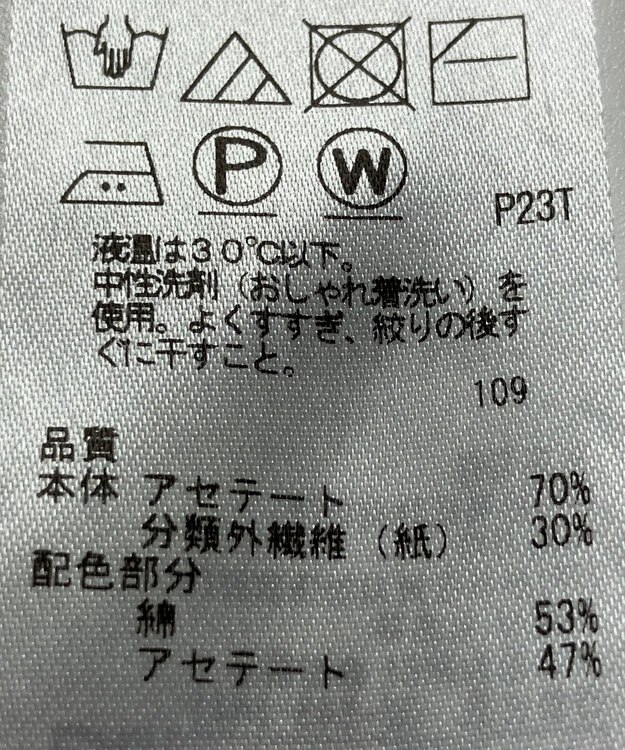 P
W
P23T
液温は30℃以下。
中性洗剤（おしゃれ着洗い）を
使用。よくすすぎ、絞りの後す
ぐに干すこと。
109
品質
本体 アセテート 70%
分類外繊維（紙） 30%
配色部分
綿 53%
アセテート 47%